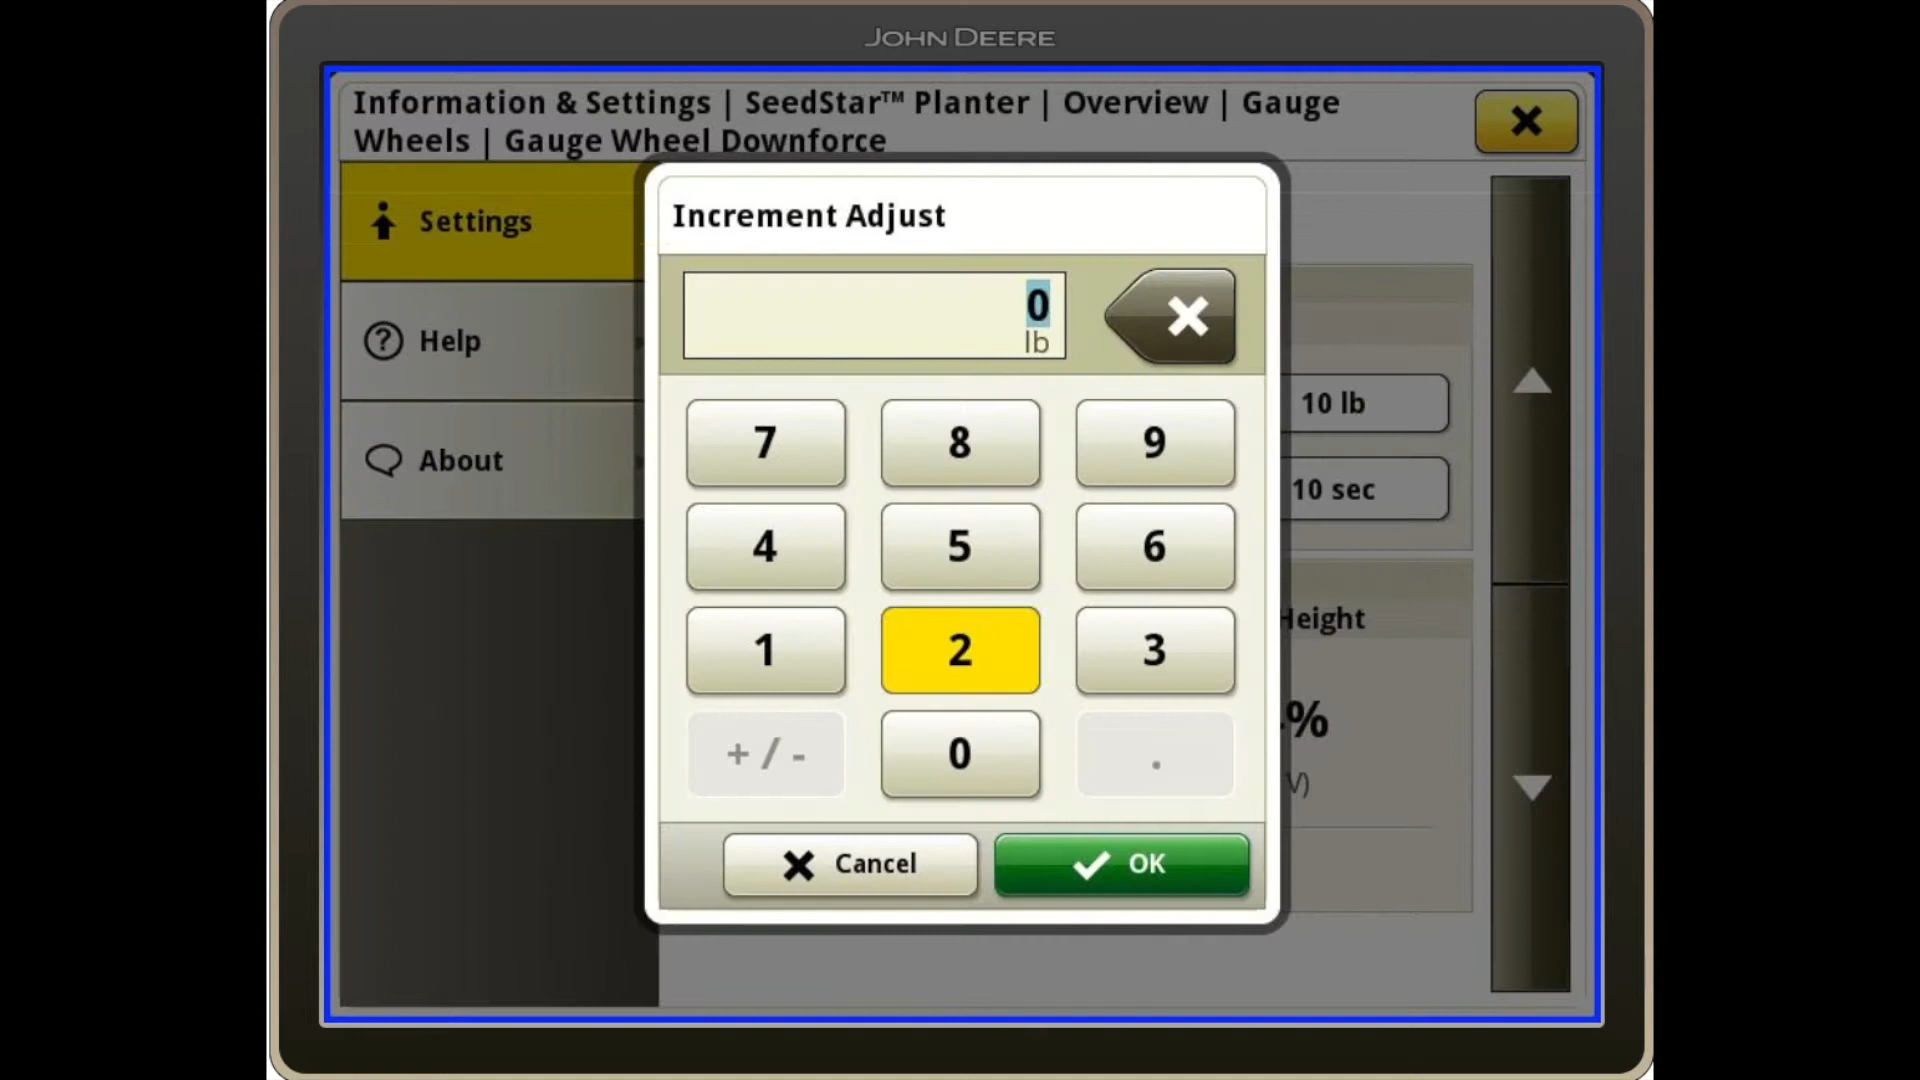 JOHN DEERE
Information & Settings | SeedStar™ Planter | Overview | Gauge
Wheels | Gauge Wheel Downforce
Settings
Help
About
Increment Adjust
0
lb
7 8 9
4 5 6
1 2 3
+ / - 0 .
Cancel OK
10 lb
10 sec
Height
%
V)